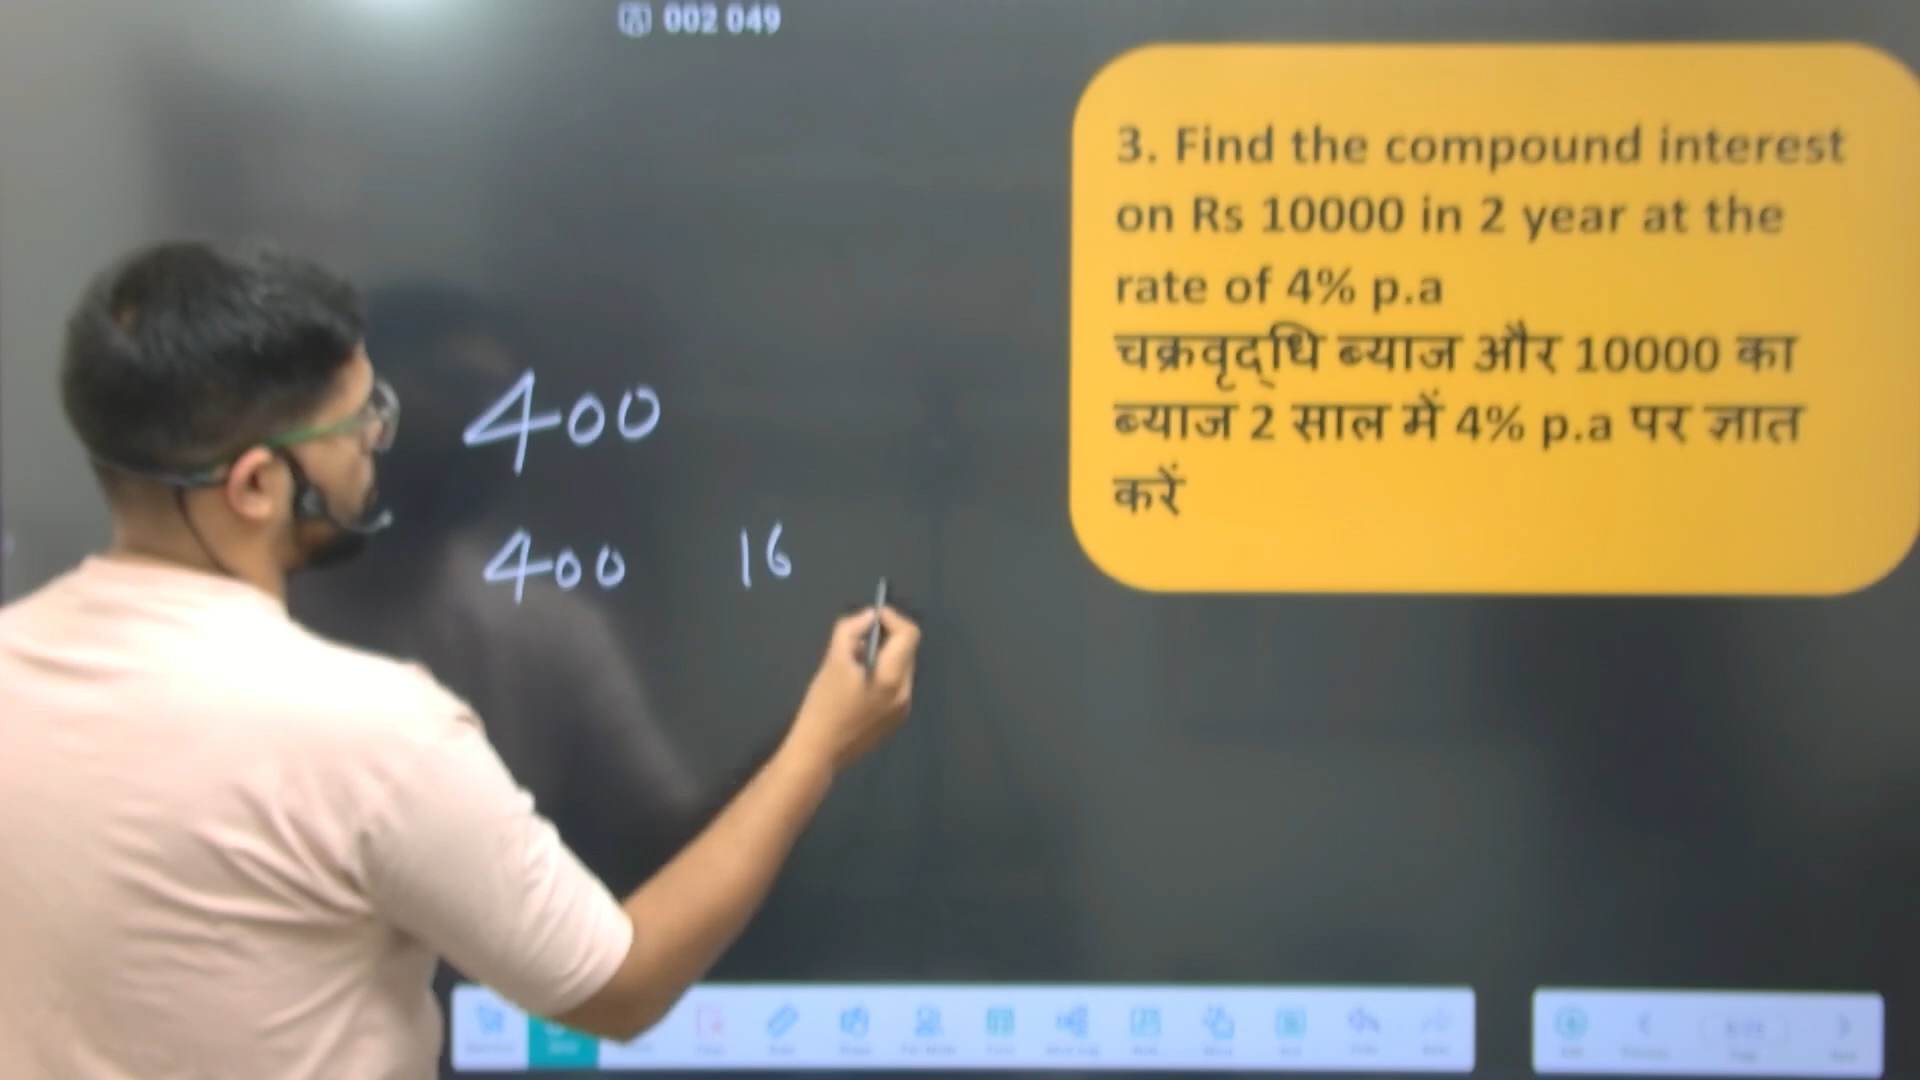 002 049
3. Find the compound interest
on Rs 10000 in 2 year at the
rate of 4% p.a
चक्रवृद्धि ब्याज और 10000 का
ब्याज 2 साल में 4% p.a पर ज्ञात
करें
400
400 16